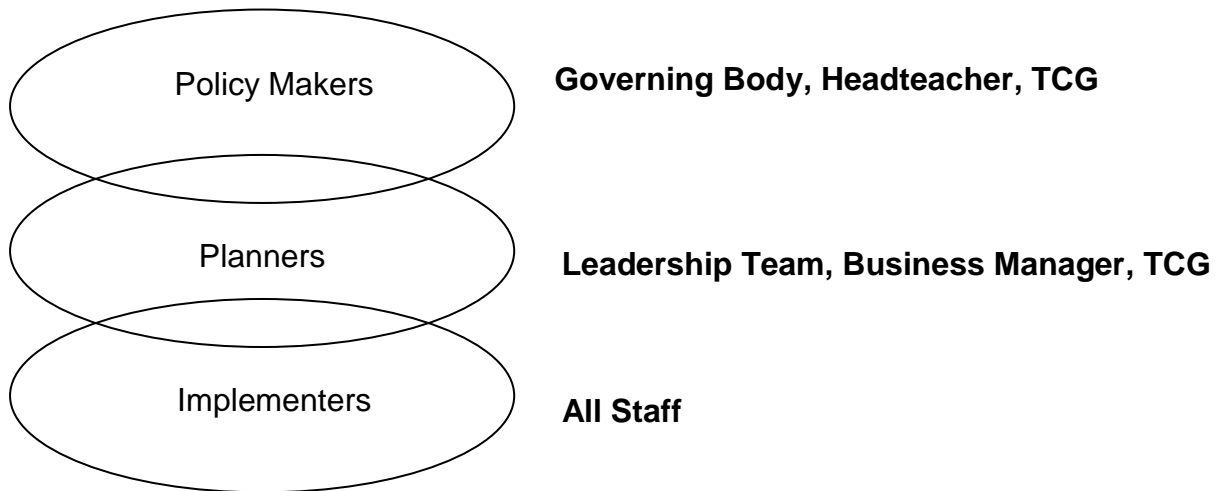 Policy Makers
Governing Body, Headteacher, TCG
Planners
Leadership Team, Business Manager, TCG
Implementers
All Staff